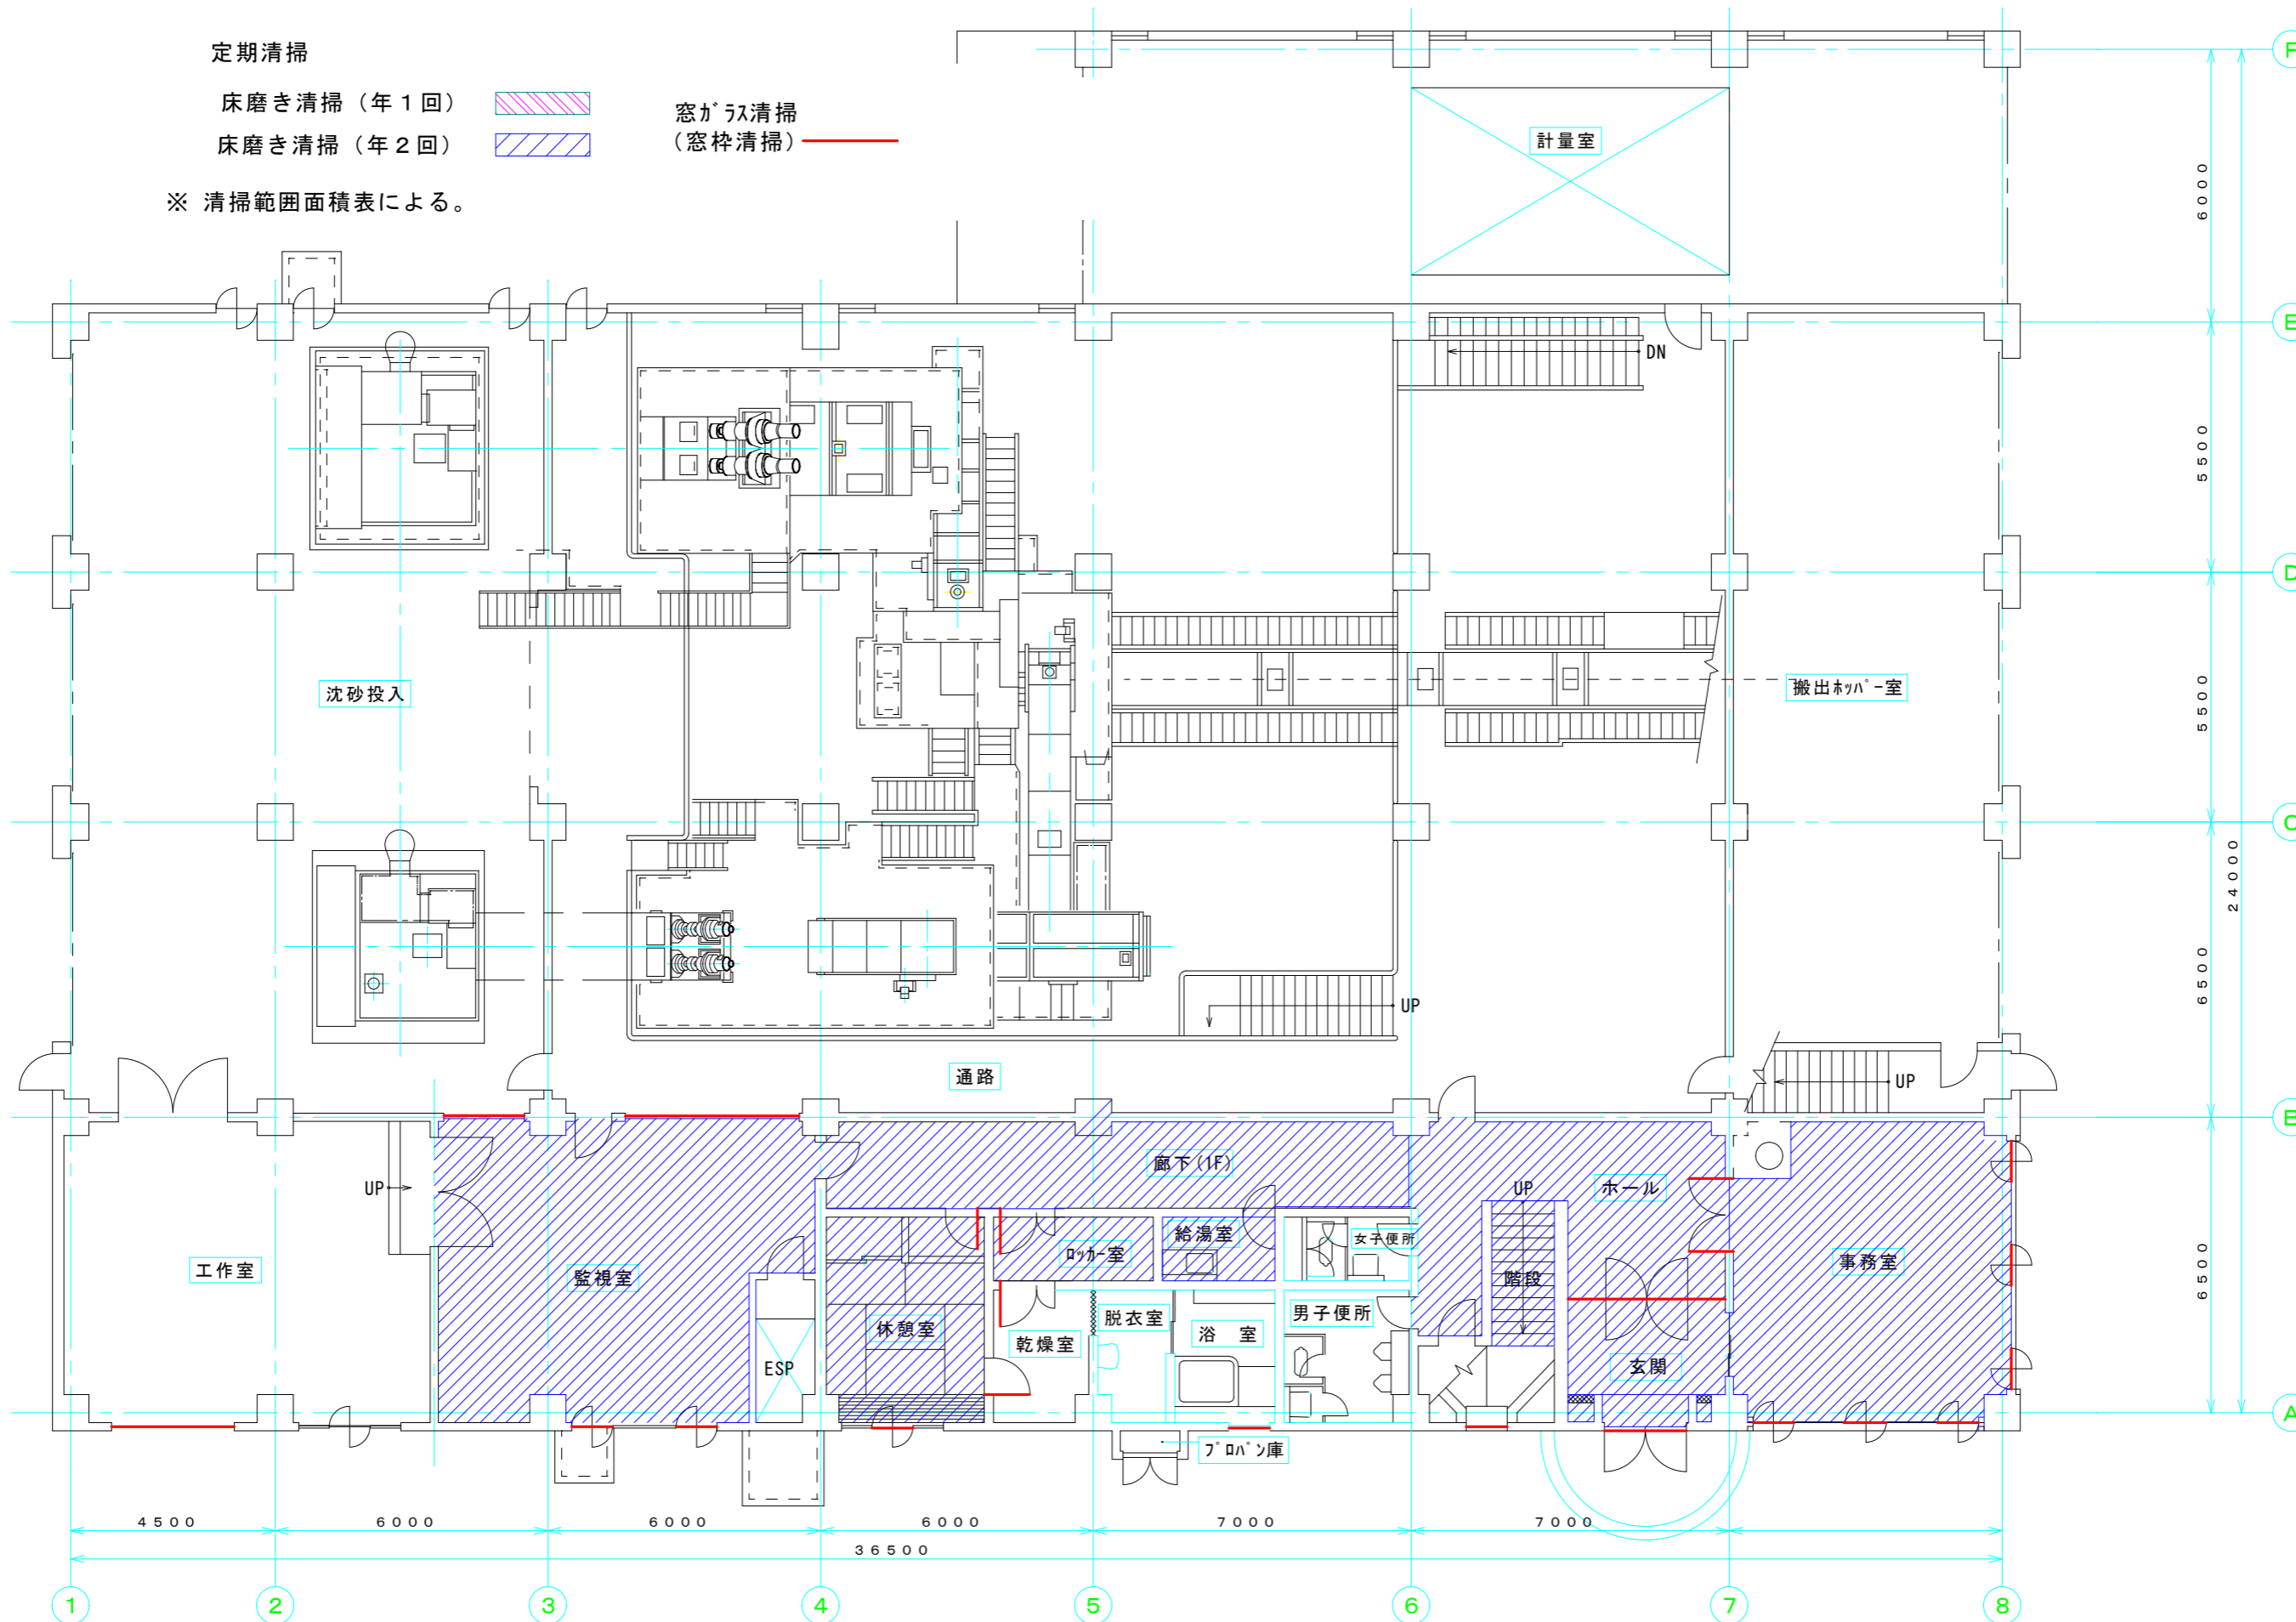 定期清掃
床磨き清掃（年１回）
床磨き清掃（年２回）
窓ｶﾞﾗｽ清掃
（窓枠清掃）
※ 清掃範囲面積表による。
計量室
F
6000
E
DN
5500
D
沈砂投入
搬出ﾎｯﾊﾟｰ室
5500
C
24000
6500
UP
通路
UP
B
廊下(1F)
UP
UP
ホール
給湯室
女子便所
ﾛｯｶｰ室
工作室
監視室
階段
事務室
6500
休憩室
脱衣室
男子便所
乾燥室
浴　室
ESP
玄関
A
ﾌﾟﾛﾊﾟﾝ庫
4500
6000
6000
6000
7000
7000
36500
1
2
3
4
5
6
7
8